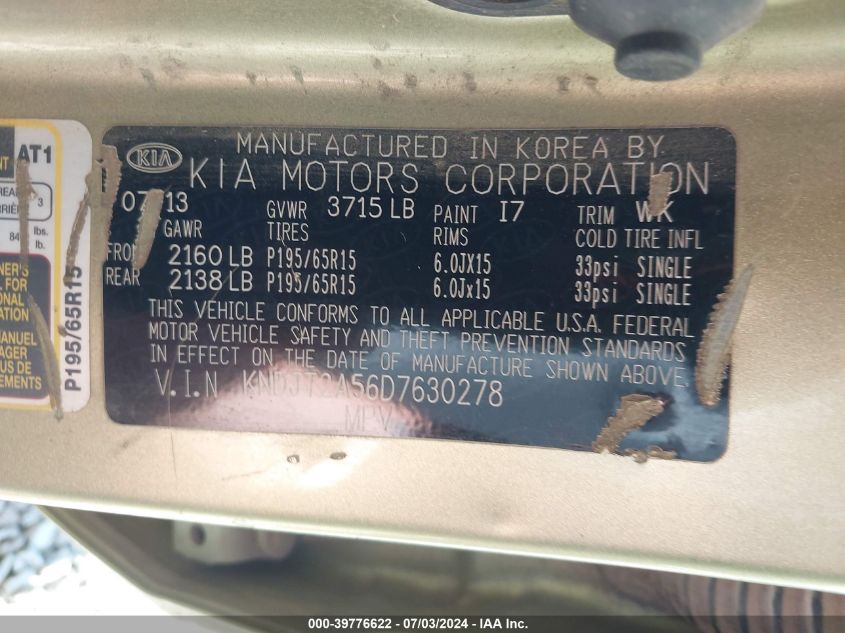 MANUFACTURED IN KOREA BY
KIA KIA MOTORS CORPORATION
GVWR 3715 LB PAINT I7 TRIM
GAWR TIRES RIMS COLD TIRE INFL
2160 LB P195/65R15 6.0JX15 33psi SINGLE
REAR 2138 LB P195/65R15 6.0Jx15 33psi SINGLE
THIS VEHICLE CONFORMS TO ALL APPLICABLE U.S.A. FEDERAL
MOTOR VEHICLE SAFETY AND THEFT PREVENTION STANDARDS
IN EFFECT ON THE DATE OF MANUFACTURE SHOWN ABOVE.
V.I.N KNDJT2A56D7630278
MPV
AT1
3
lbs.
lb.
P195/65R15
000-39776622 - 07/03/2024 - IAA Inc.